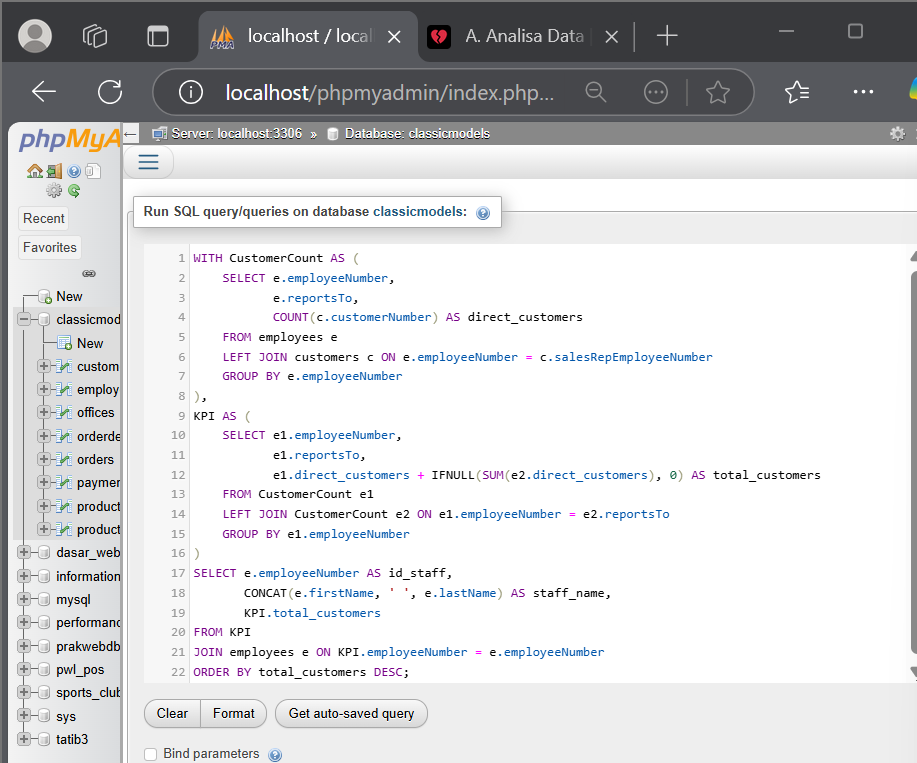 localhost / local
A. Analisa Data
localhost/phpmyadmin/index.php...
phpMyA
Server: localhost:3306 » Database: classicmodels
Recent
Favorites
New
classicmod
New
custom
employ
offices
orderde
orders
paymen
product
product
dasar_web
information
mysql
performanc
prakwebdb
pwl_pos
sports_club
sys
tatib3
Run SQL query/queries on database classicmodels:
1 WITH CustomerCount AS (
2 SELECT e.employeeNumber,
3 e.reportsTo,
4 COUNT(c.customerNumber) AS direct_customers
5 FROM employees e
6 LEFT JOIN customers c ON e.employeeNumber = c.salesRepEmployeeNumber
7 GROUP BY e.employeeNumber
8 ),
9 KPI AS (
10 SELECT e1.employeeNumber,
11 e1.reportsTo,
12 e1.direct_customers + IFNULL(SUM(e2.direct_customers), 0) AS total_customers
13 FROM CustomerCount e1
14 LEFT JOIN CustomerCount e2 ON e1.employeeNumber = e2.reportsTo
15 GROUP BY e1.employeeNumber
16 )
17 SELECT e.employeeNumber AS id_staff,
18 CONCAT(e.firstName, ' ', e.lastName) AS staff_name,
19 KPI.total_customers
20 FROM KPI
21 JOIN employees e ON KPI.employeeNumber = e.employeeNumber
22 ORDER BY total_customers DESC;
Clear Format Get auto-saved query
Bind parameters